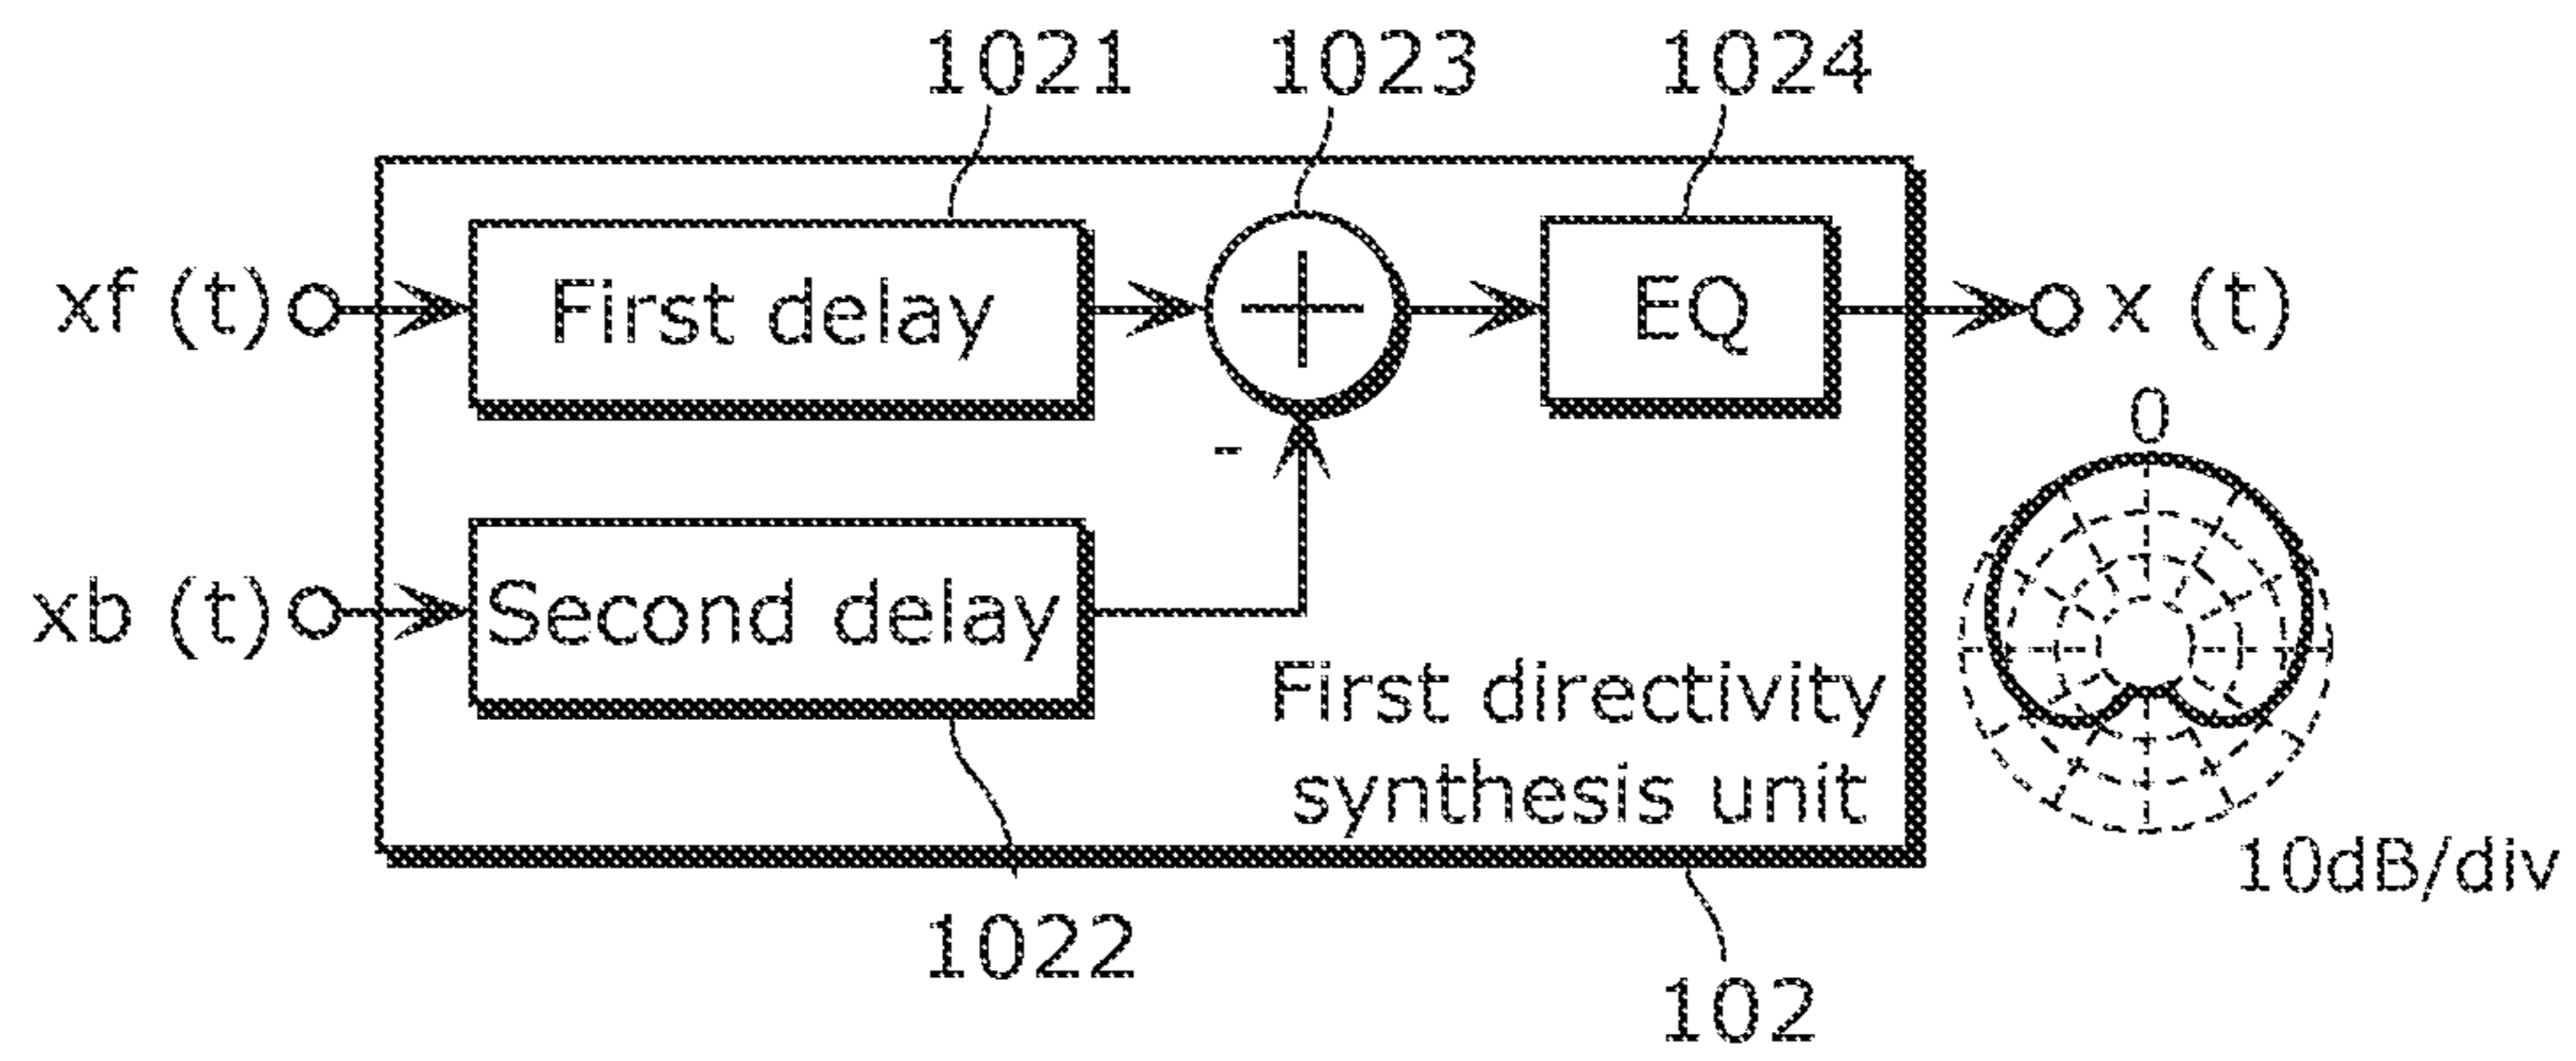 1021 1023 1024
xf (t) First delay + EQ x (t)
0
-
xb (t) Second delay
First directivity
synthesis unit
10dB/div
1022
102